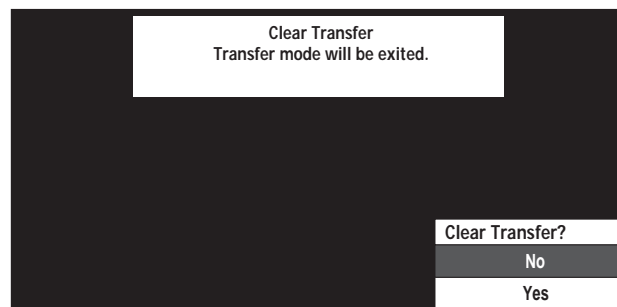 Clear Transfer
Transfer mode will be exited.
Clear Transfer?
No
Yes